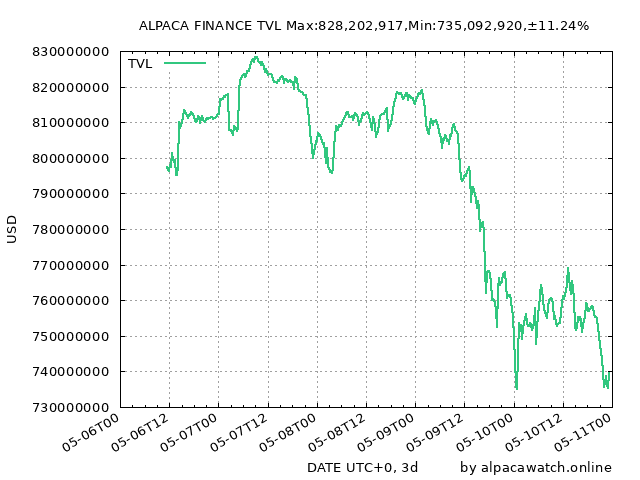 ALPACA FINANCE TVL Max:828,202,917,Min:735,092,920,±11.24%
TVL
830000000
820000000
810000000
800000000
790000000
780000000
770000000
760000000
750000000
740000000
730000000
USD
05-06T00
05-06T12
05-07T00
05-07T12
05-08T00
05-08T12
05-09T00
05-09T12
05-10T00
05-10T12
05-11T00
DATE UTC+0, 3d
by alpacawatch.online